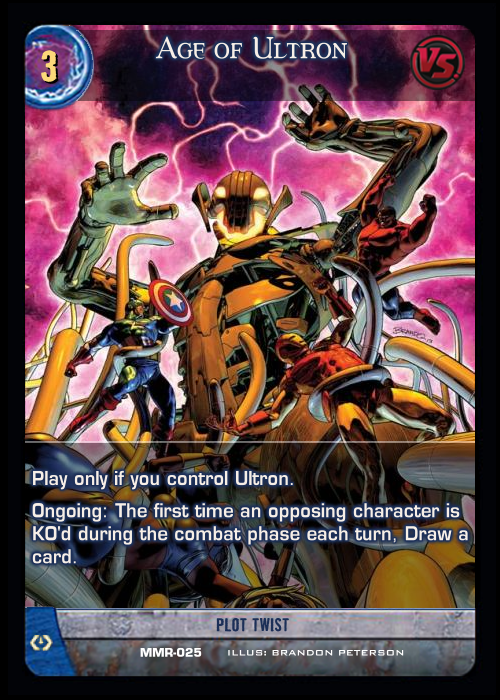 3
AGE OF ULTRON
VS
Play only if you control Ultron.
Ongoing: The first time an opposing character is
KO'd during the combat phase each turn, Draw a
card.
PLOT TWIST
MMR-025 ILLUS: BRANDON PETERSON